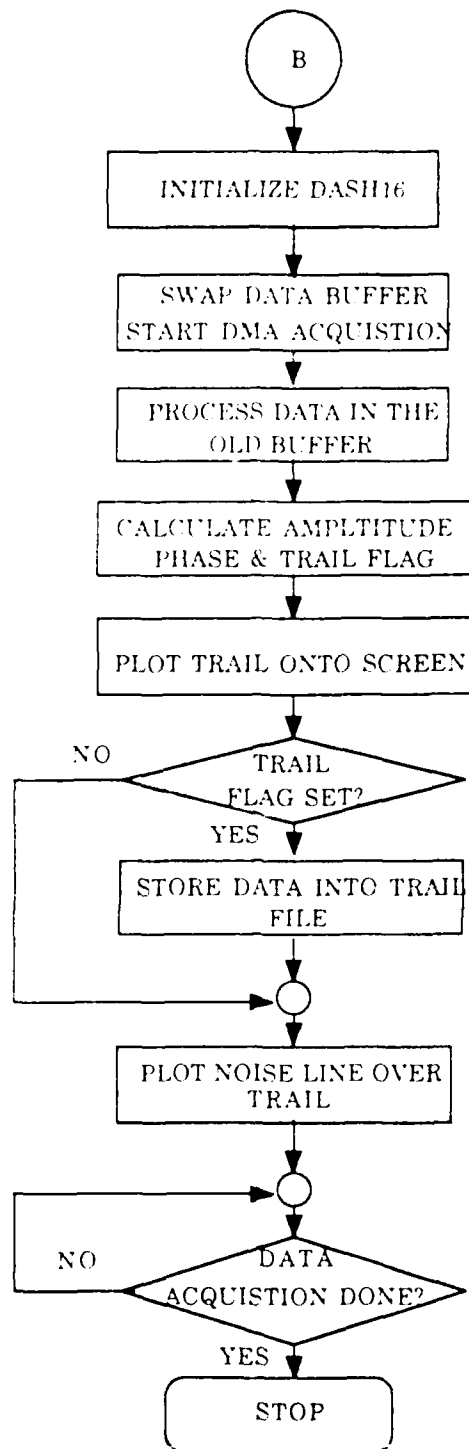 B
INITIALIZE DASH16
SWAP DATA BUFFER
START DMA ACQUISTION
PROCESS DATA IN THE
OLD BUFFER
CALCULATE AMPLTITUDE
PHASE & TRAIL FLAG
PLOT TRAIL ONTO SCREEN
NO
TRAIL
FLAG SET?
YES
STORE DATA INTO TRAIL
FILE
PLOT NOISE LINE OVER
TRAIL
NO
DATA
ACQUISTION DONE?
YES
STOP